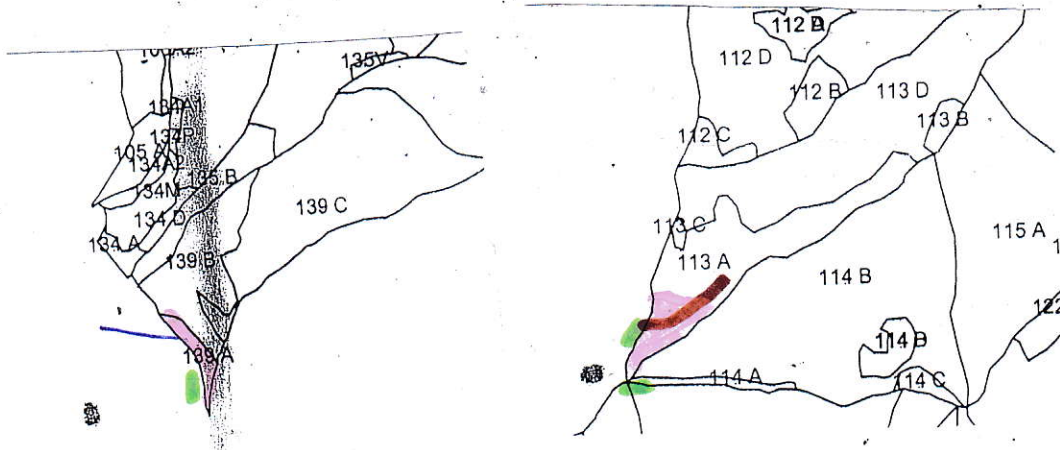 135V
134A1
134P
105 A
134A2
134M
135 B
134 D
134 A
139 C
139 B
139 A
112 D
112 D
112 B
113 D
113 B
112 C
113 C
113 A
115 A
114 B
122
114 B
114 A
114 C